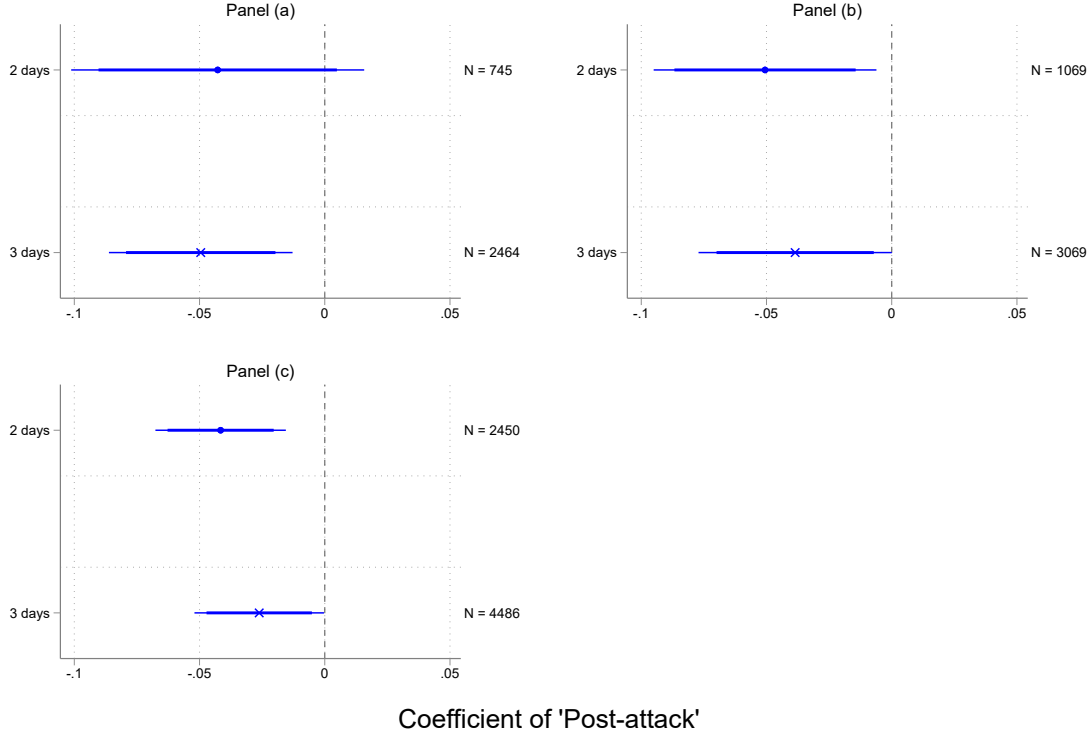 Panel (a)
2 days
N = 745
3 days
N = 2464
-.1 -.05 0 .05
Panel (b)
2 days
N = 1069
3 days
N = 3069
-.1 -.05 0 .05
Panel (c)
2 days
N = 2450
3 days
N = 4486
-.1 -.05 0 .05
Coefficient of 'Post-attack'